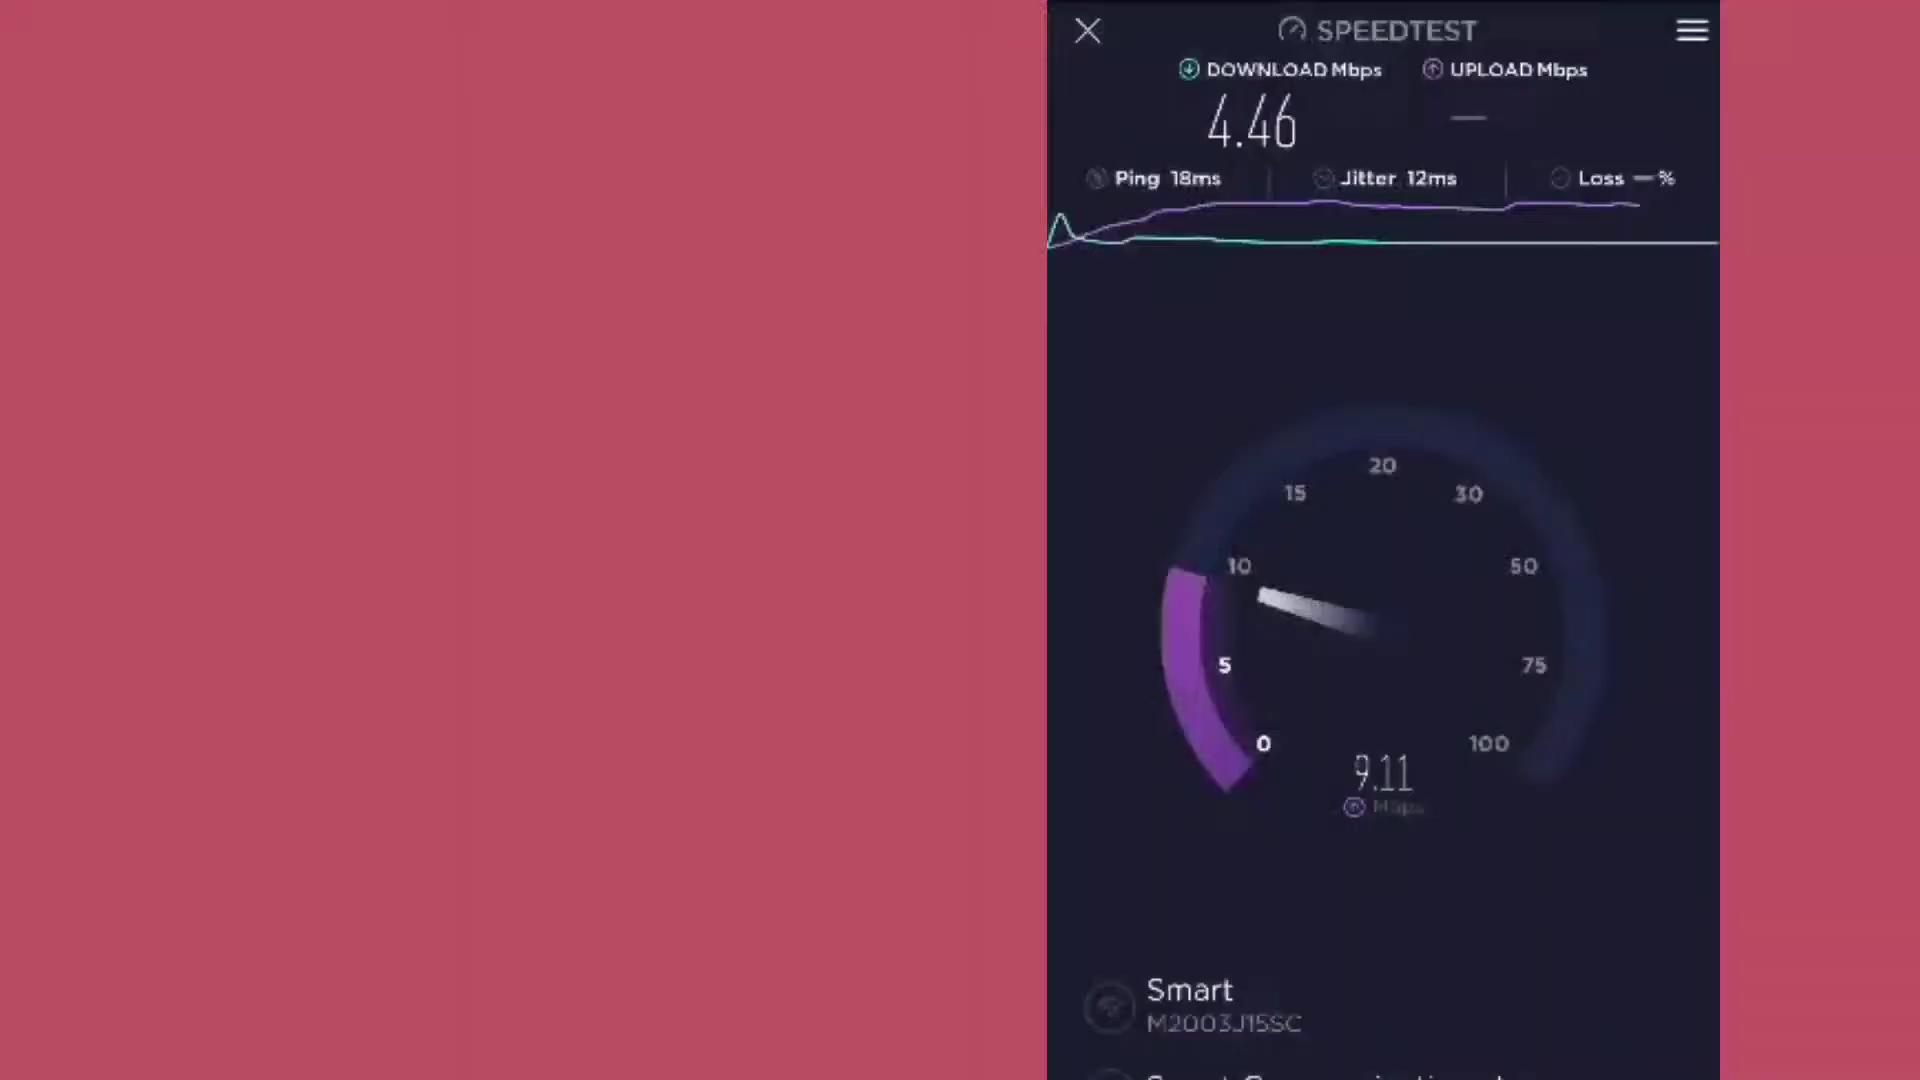 SPEEDTEST
DOWNLOAD Mbps UPLOAD Mbps
4.46 —
Ping 18ms Jitter 12ms Loss — %
20
15 30
10 50
5 75
0 100
9.11
Mbps
Smart
M2003J15SC